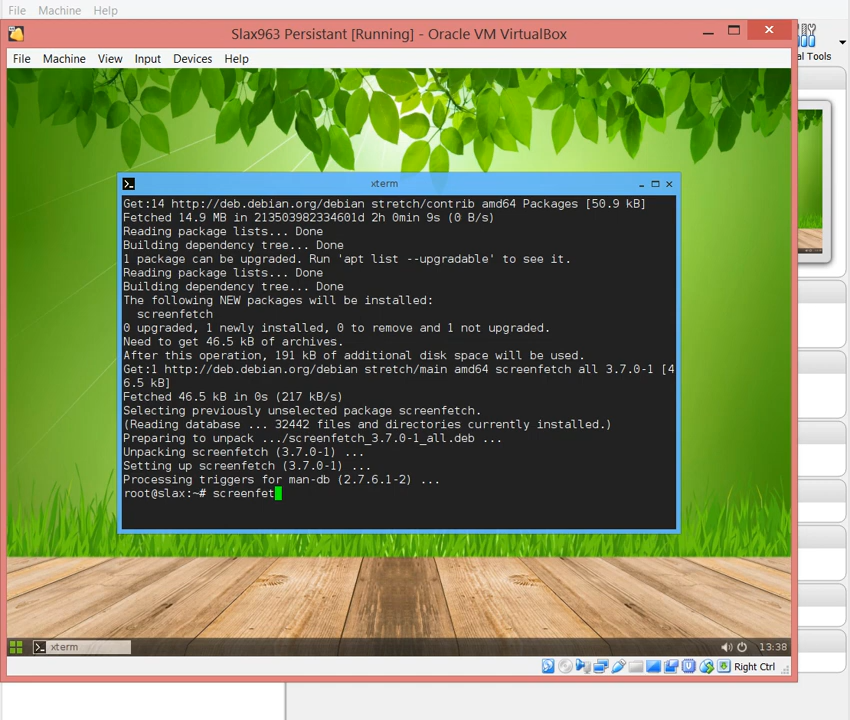 File Machine Help
Slax963 Persistant [Running] - Oracle VM VirtualBox
al Tools
File Machine View Input Devices Help
xterm
Get:14 http://deb.debian.org/debian stretch/contrib amd64 Packages [50.9 kB]
Fetched 14.9 MB in 213503982334601d 2h 0min 9s (0 B/s)
Reading package lists... Done
Building dependency tree... Done
1 package can be upgraded. Run 'apt list --upgradable' to see it.
Reading package lists... Done
Building dependency tree... Done
The following NEW packages will be installed:
screenfetch
0 upgraded, 1 newly installed, 0 to remove and 1 not upgraded.
Need to get 46.5 kB of archives.
After this operation, 191 kB of additional disk space will be used.
Get:1 http://deb.debian.org/debian stretch/main amd64 screenfetch all 3.7.0-1 [4
6.5 kB]
Fetched 46.5 kB in 0s (217 kB/s)
Selecting previously unselected package screenfetch.
(Reading database ... 32442 files and directories currently installed.)
Preparing to unpack .../screenfetch_3.7.0-1_all.deb ...
Unpacking screenfetch (3.7.0-1) ...
Setting up screenfetch (3.7.0-1) ...
Processing triggers for man-db (2.7.6.1-2) ...
root@slax:~# screenfet
xterm
13:38
Right Ctrl